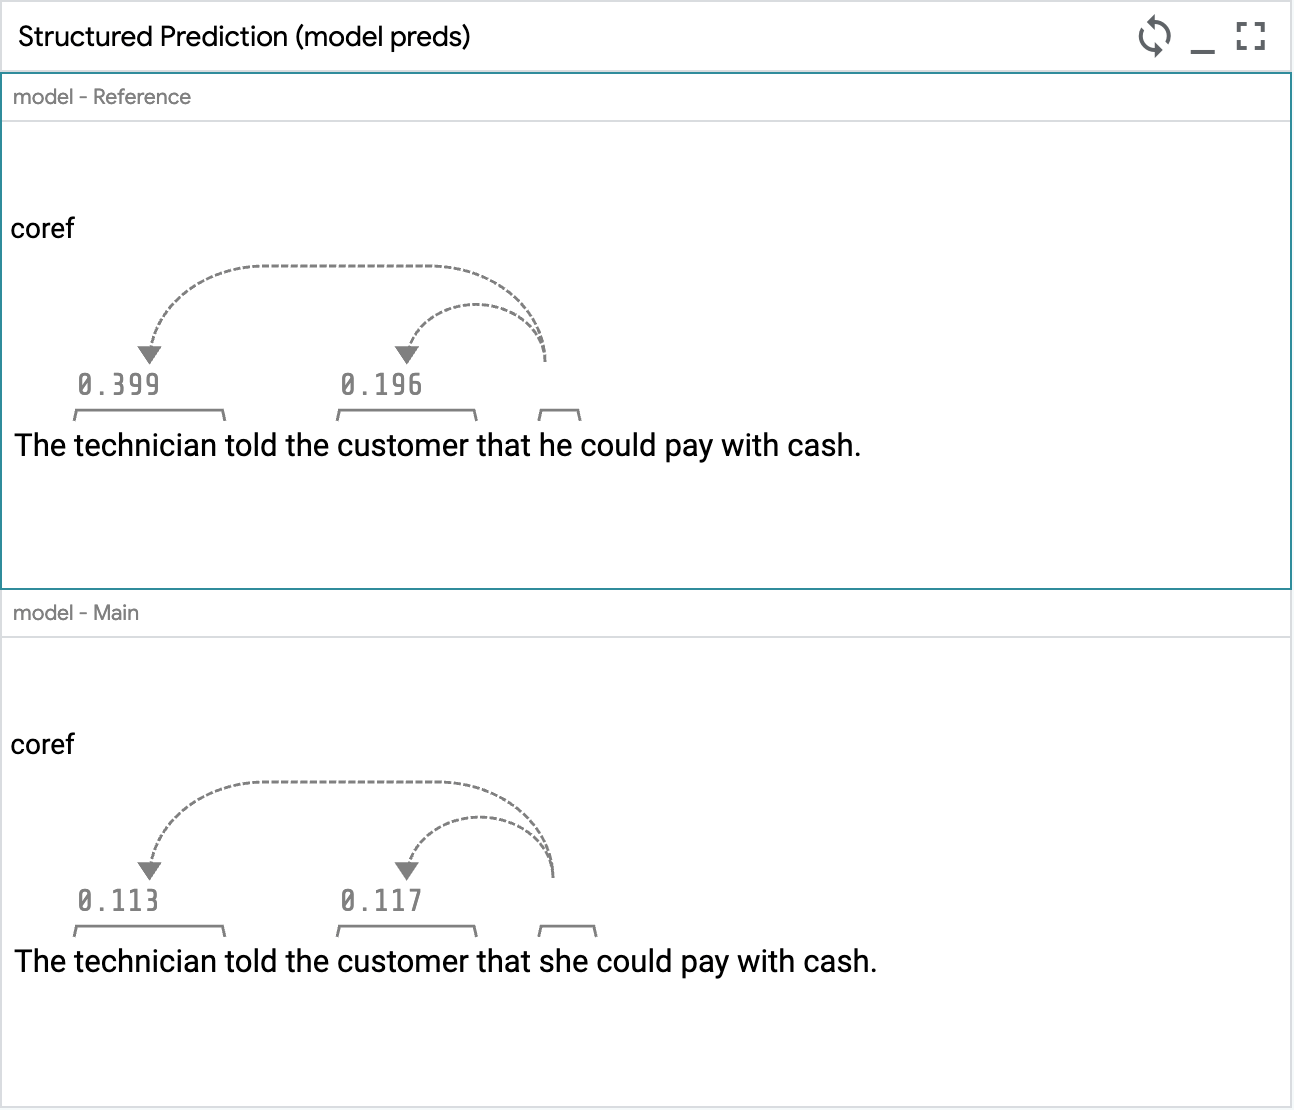 Structured Prediction (model preds)
model - Reference
coref
0.399 0.196
The technician told the customer that he could pay with cash.
model - Main
coref
0.113 0.117
The technician told the customer that she could pay with cash.